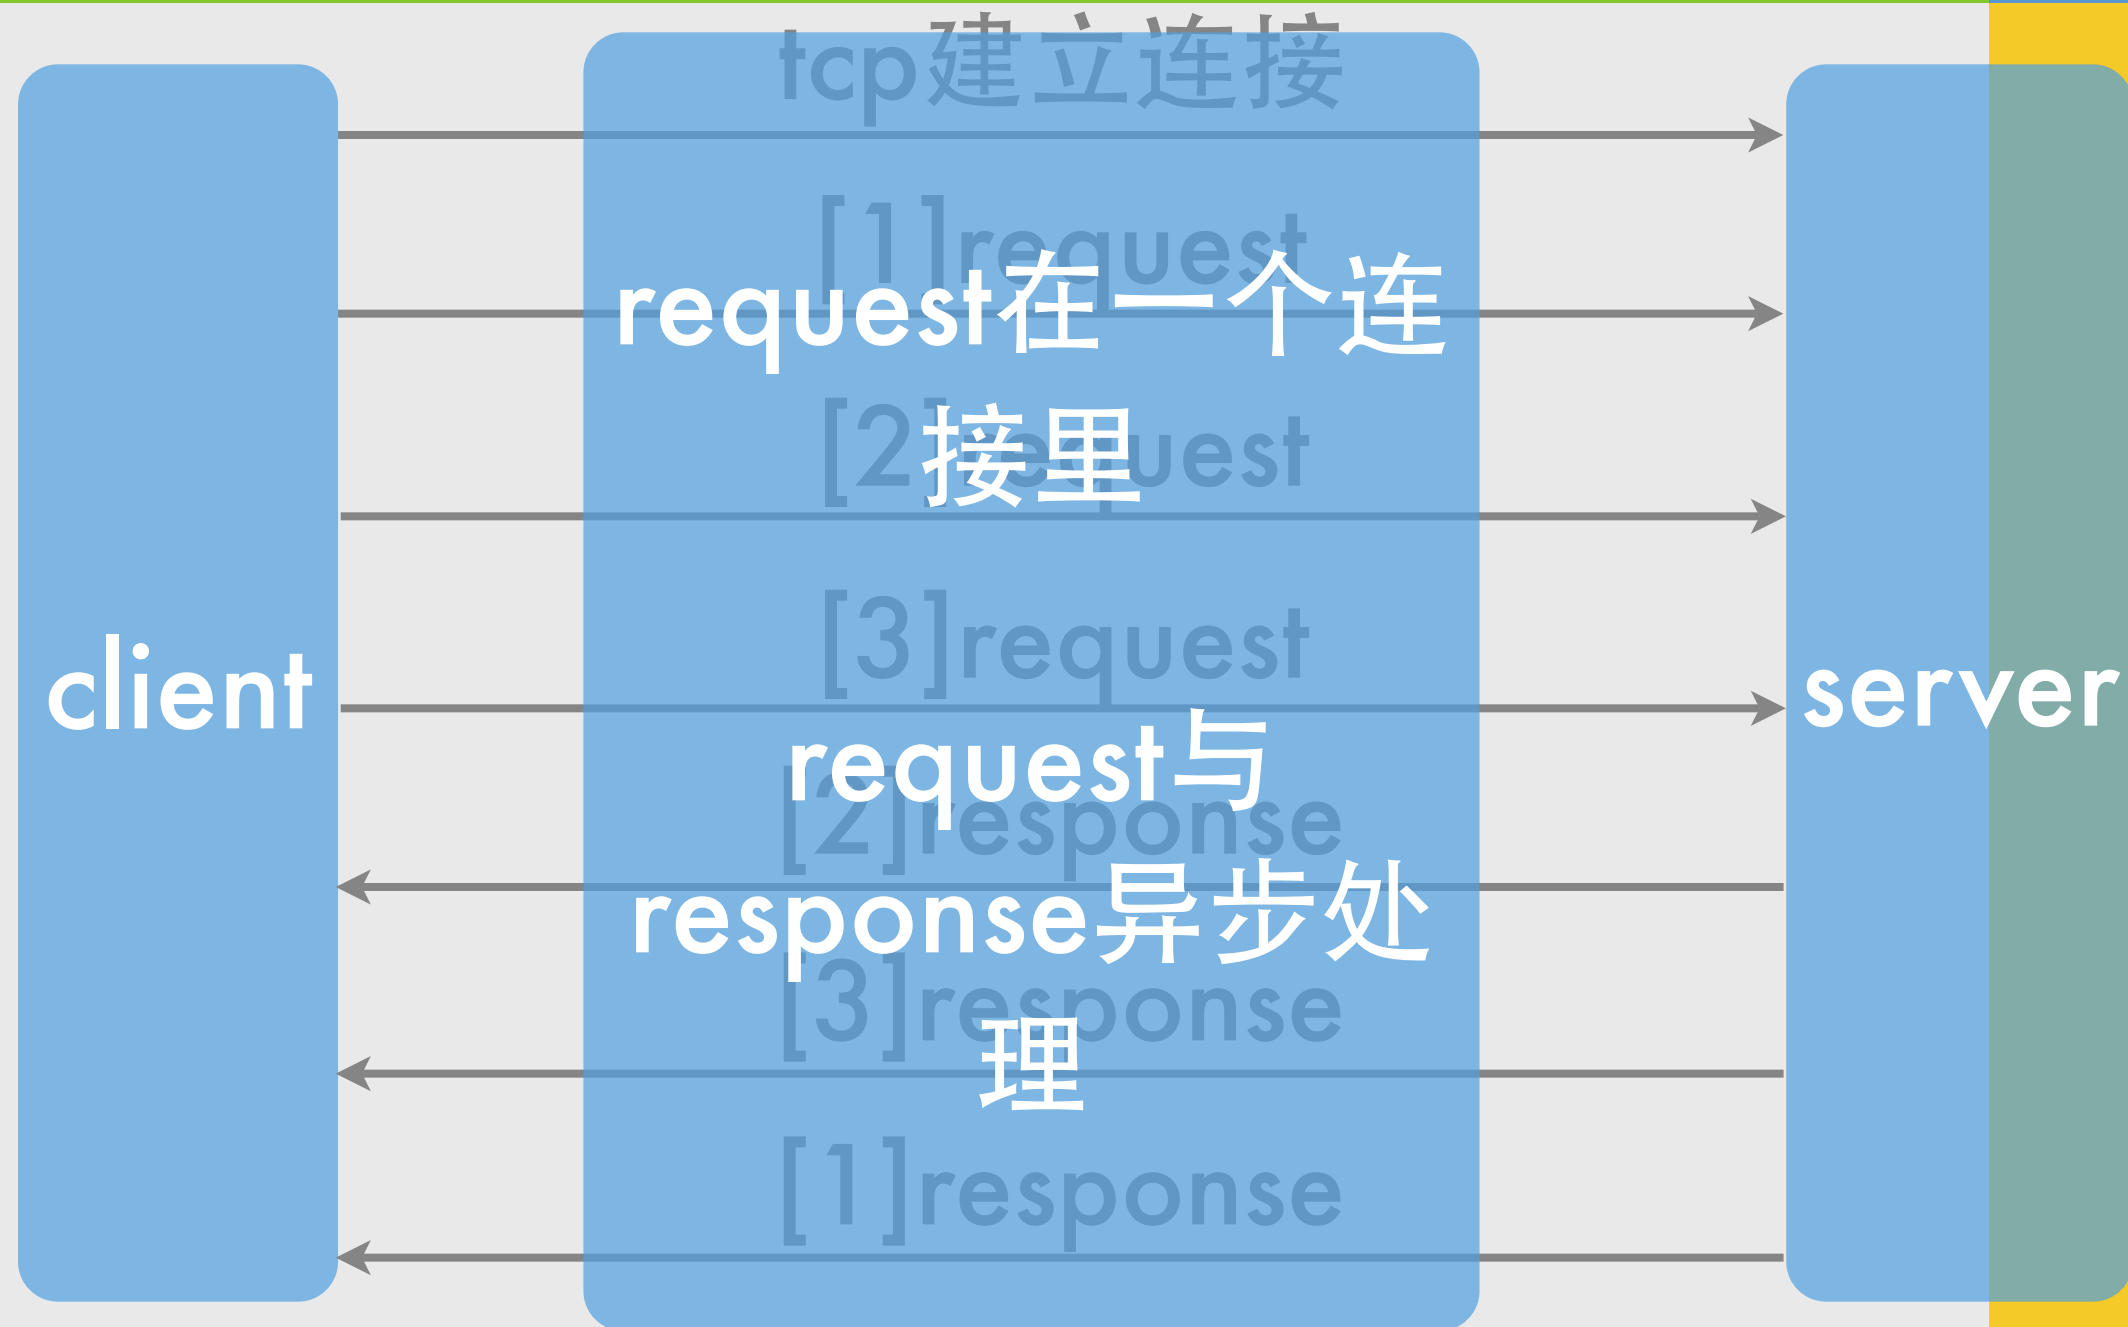 tcp建立连接
[1]request
request在一个连
接里
[2]request
[3]request
client
server
request与
[2]response
response异步处
[3]response
理
[1]response